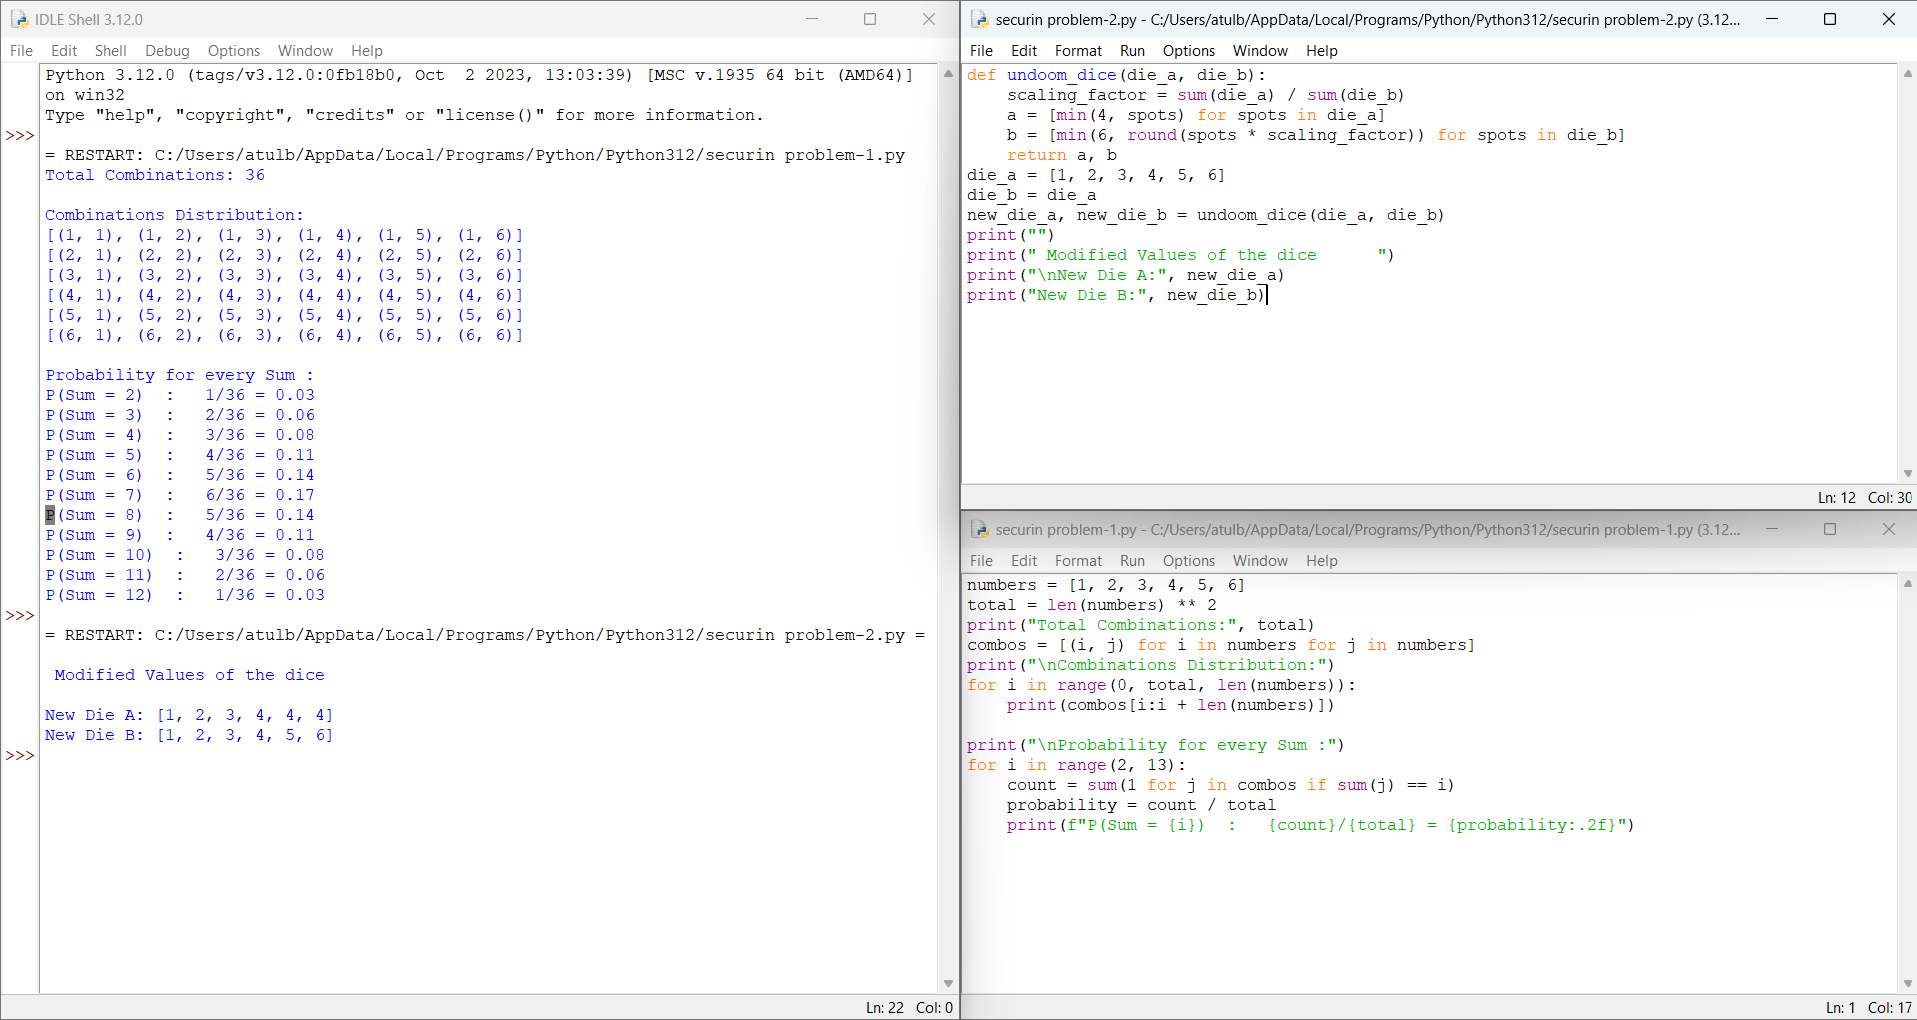 IDLE Shell 3.12.0
File Edit Shell Debug Options Window Help
Python 3.12.0 (tags/v3.12.0:0fb18b0, Oct  2 2023, 13:03:39) [MSC v.1935 64 bit (AMD64)]
on win32
Type "help", "copyright", "credits" or "license()" for more information.
>>>
= RESTART: C:/Users/atulb/AppData/Local/Programs/Python/Python312/securin problem-1.py
Total Combinations: 36
Combinations Distribution:
[(1, 1), (1, 2), (1, 3), (1, 4), (1, 5), (1, 6)]
[(2, 1), (2, 2), (2, 3), (2, 4), (2, 5), (2, 6)]
[(3, 1), (3, 2), (3, 3), (3, 4), (3, 5), (3, 6)]
[(4, 1), (4, 2), (4, 3), (4, 4), (4, 5), (4, 6)]
[(5, 1), (5, 2), (5, 3), (5, 4), (5, 5), (5, 6)]
[(6, 1), (6, 2), (6, 3), (6, 4), (6, 5), (6, 6)]
Probability for every Sum :
P(Sum = 2)  :   1/36 = 0.03
P(Sum = 3)  :   2/36 = 0.06
P(Sum = 4)  :   3/36 = 0.08
P(Sum = 5)  :   4/36 = 0.11
P(Sum = 6)  :   5/36 = 0.14
P(Sum = 7)  :   6/36 = 0.17
P(Sum = 8)  :   5/36 = 0.14
P(Sum = 9)  :   4/36 = 0.11
P(Sum = 10)  :   3/36 = 0.08
P(Sum = 11)  :   2/36 = 0.06
P(Sum = 12)  :   1/36 = 0.03
>>>
= RESTART: C:/Users/atulb/AppData/Local/Programs/Python/Python312/securin problem-2.py =
 Modified Values of the dice
New Die A: [1, 2, 3, 4, 4, 4]
New Die B: [1, 2, 3, 4, 5, 6]
>>>
Ln: 22 Col: 0
securin problem-2.py - C:/Users/atulb/AppData/Local/Programs/Python/Python312/securin problem-2.py (3.12...
File Edit Format Run Options Window Help
def undoom_dice(die_a, die_b):
    scaling_factor = sum(die_a) / sum(die_b)
    a = [min(4, spots) for spots in die_a]
    b = [min(6, round(spots * scaling_factor)) for spots in die_b]
    return a, b
die_a = [1, 2, 3, 4, 5, 6]
die_b = die_a
new_die_a, new_die_b = undoom_dice(die_a, die_b)
print("")
print(" Modified Values of the dice      ")
print("\nNew Die A:", new_die_a)
print("New Die B:", new_die_b)
Ln: 12 Col: 30
securin problem-1.py - C:/Users/atulb/AppData/Local/Programs/Python/Python312/securin problem-1.py (3.12...
File Edit Format Run Options Window Help
numbers = [1, 2, 3, 4, 5, 6]
total = len(numbers) ** 2
print("Total Combinations:", total)
combos = [(i, j) for i in numbers for j in numbers]
print("\nCombinations Distribution:")
for i in range(0, total, len(numbers)):
    print(combos[i:i + len(numbers)])
print("\nProbability for every Sum :")
for i in range(2, 13):
    count = sum(1 for j in combos if sum(j) == i)
    probability = count / total
    print(f"P(Sum = {i})  :   {count}/{total} = {probability:.2f}")
Ln: 1 Col: 17